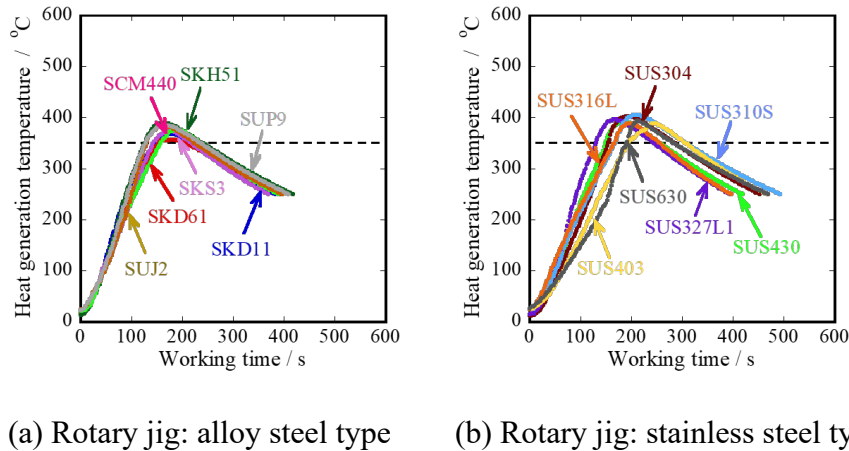 (a)
600
500
400
300
200
100
0
Heat generation temperature / °C
SCM440
SKH51
SUP9
SKS3
SKD61
SKD11
SUJ2
0 100 200 300 400 500 600
Working time / s
(b)
600
500
400
300
200
100
0
Heat generation temperature / °C
SUS304
SUS316L
SUS310S
SUS630
SUS327L1
SUS430
SUS403
0 100 200 300 400 500 600
Working time / s
(a) Rotary jig: alloy steel type
(b) Rotary jig: stainless steel ty